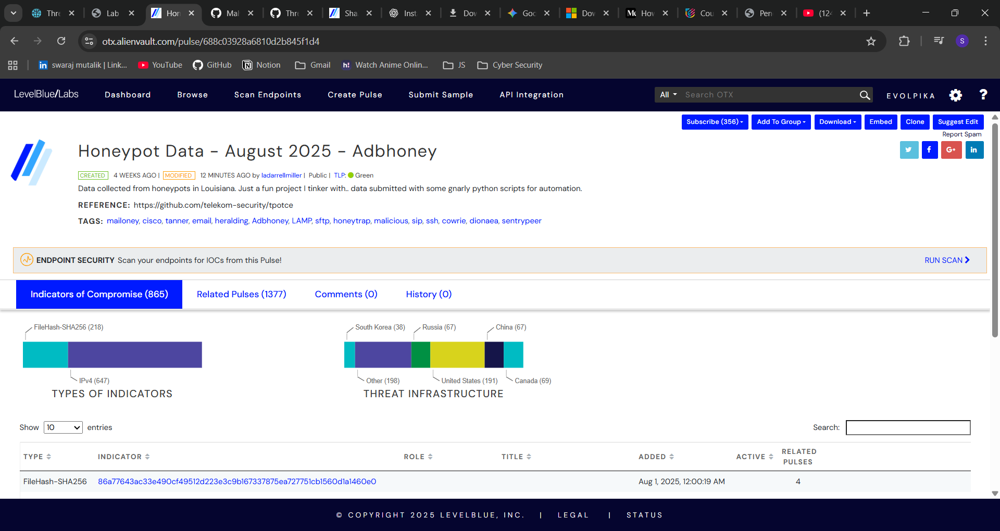 Thre
Lab
Hon
Mal
Thre
Sha
Inst
Dov
Goo
Dov
Hov
Cou
Pen
(124
otx.alienvault.com/pulse/688c03928a6810d2b845f1d4
S
swaraj mutalik | Link...
YouTube
GitHub
Notion
Gmail
Watch Anime Onlin...
JS
Cyber Security
LevelBlue/Labs
Dashboard
Browse
Scan Endpoints
Create Pulse
Submit Sample
API Integration
All
Search OTX
EVOLPIKA
?
Subscribe (356)
Add To Group
Download
Embed
Clone
Suggest Edit
Report Spam
Honeypot Data - August 2025 - Adbhoney
CREATED 4 WEEKS AGO | MODIFIED 12 MINUTES AGO by ladarrellmiller | Public | TLP: Green
Data collected from honeypots in Louisiana. Just a fun project I tinker with.. data submitted with some gnarly python scripts for automation.
REFERENCE: https://github.com/telekom-security/tpotce
TAGS: mailoney, cisco, tanner, email, heralding, Adbhoney, LAMP, sftp, honeytrap, malicious, sip, ssh, cowrie, dionaea, sentrypeer
ENDPOINT SECURITY Scan your endpoints for IOCs from this Pulse!
RUN SCAN
Indicators of Compromise (865)
Related Pulses (1377)
Comments (0)
History (0)
FileHash-SHA256 (218)
IPv4 (647)
TYPES OF INDICATORS
South Korea (38)
Russia (67)
China (67)
Other (198)
United States (191)
Canada (69)
THREAT INFRASTRUCTURE
Show 10 entries
Search:
TYPE INDICATOR ROLE TITLE ADDED ACTIVE RELATED PULSES
FileHash-SHA256 86a77643ac33e490cf49512d223e3c9b167337875ea727751cb1560d1a1460e0 Aug 1, 2025, 12:00:19 AM 4
© COPYRIGHT 2025 LEVELBLUE, INC. | LEGAL | STATUS